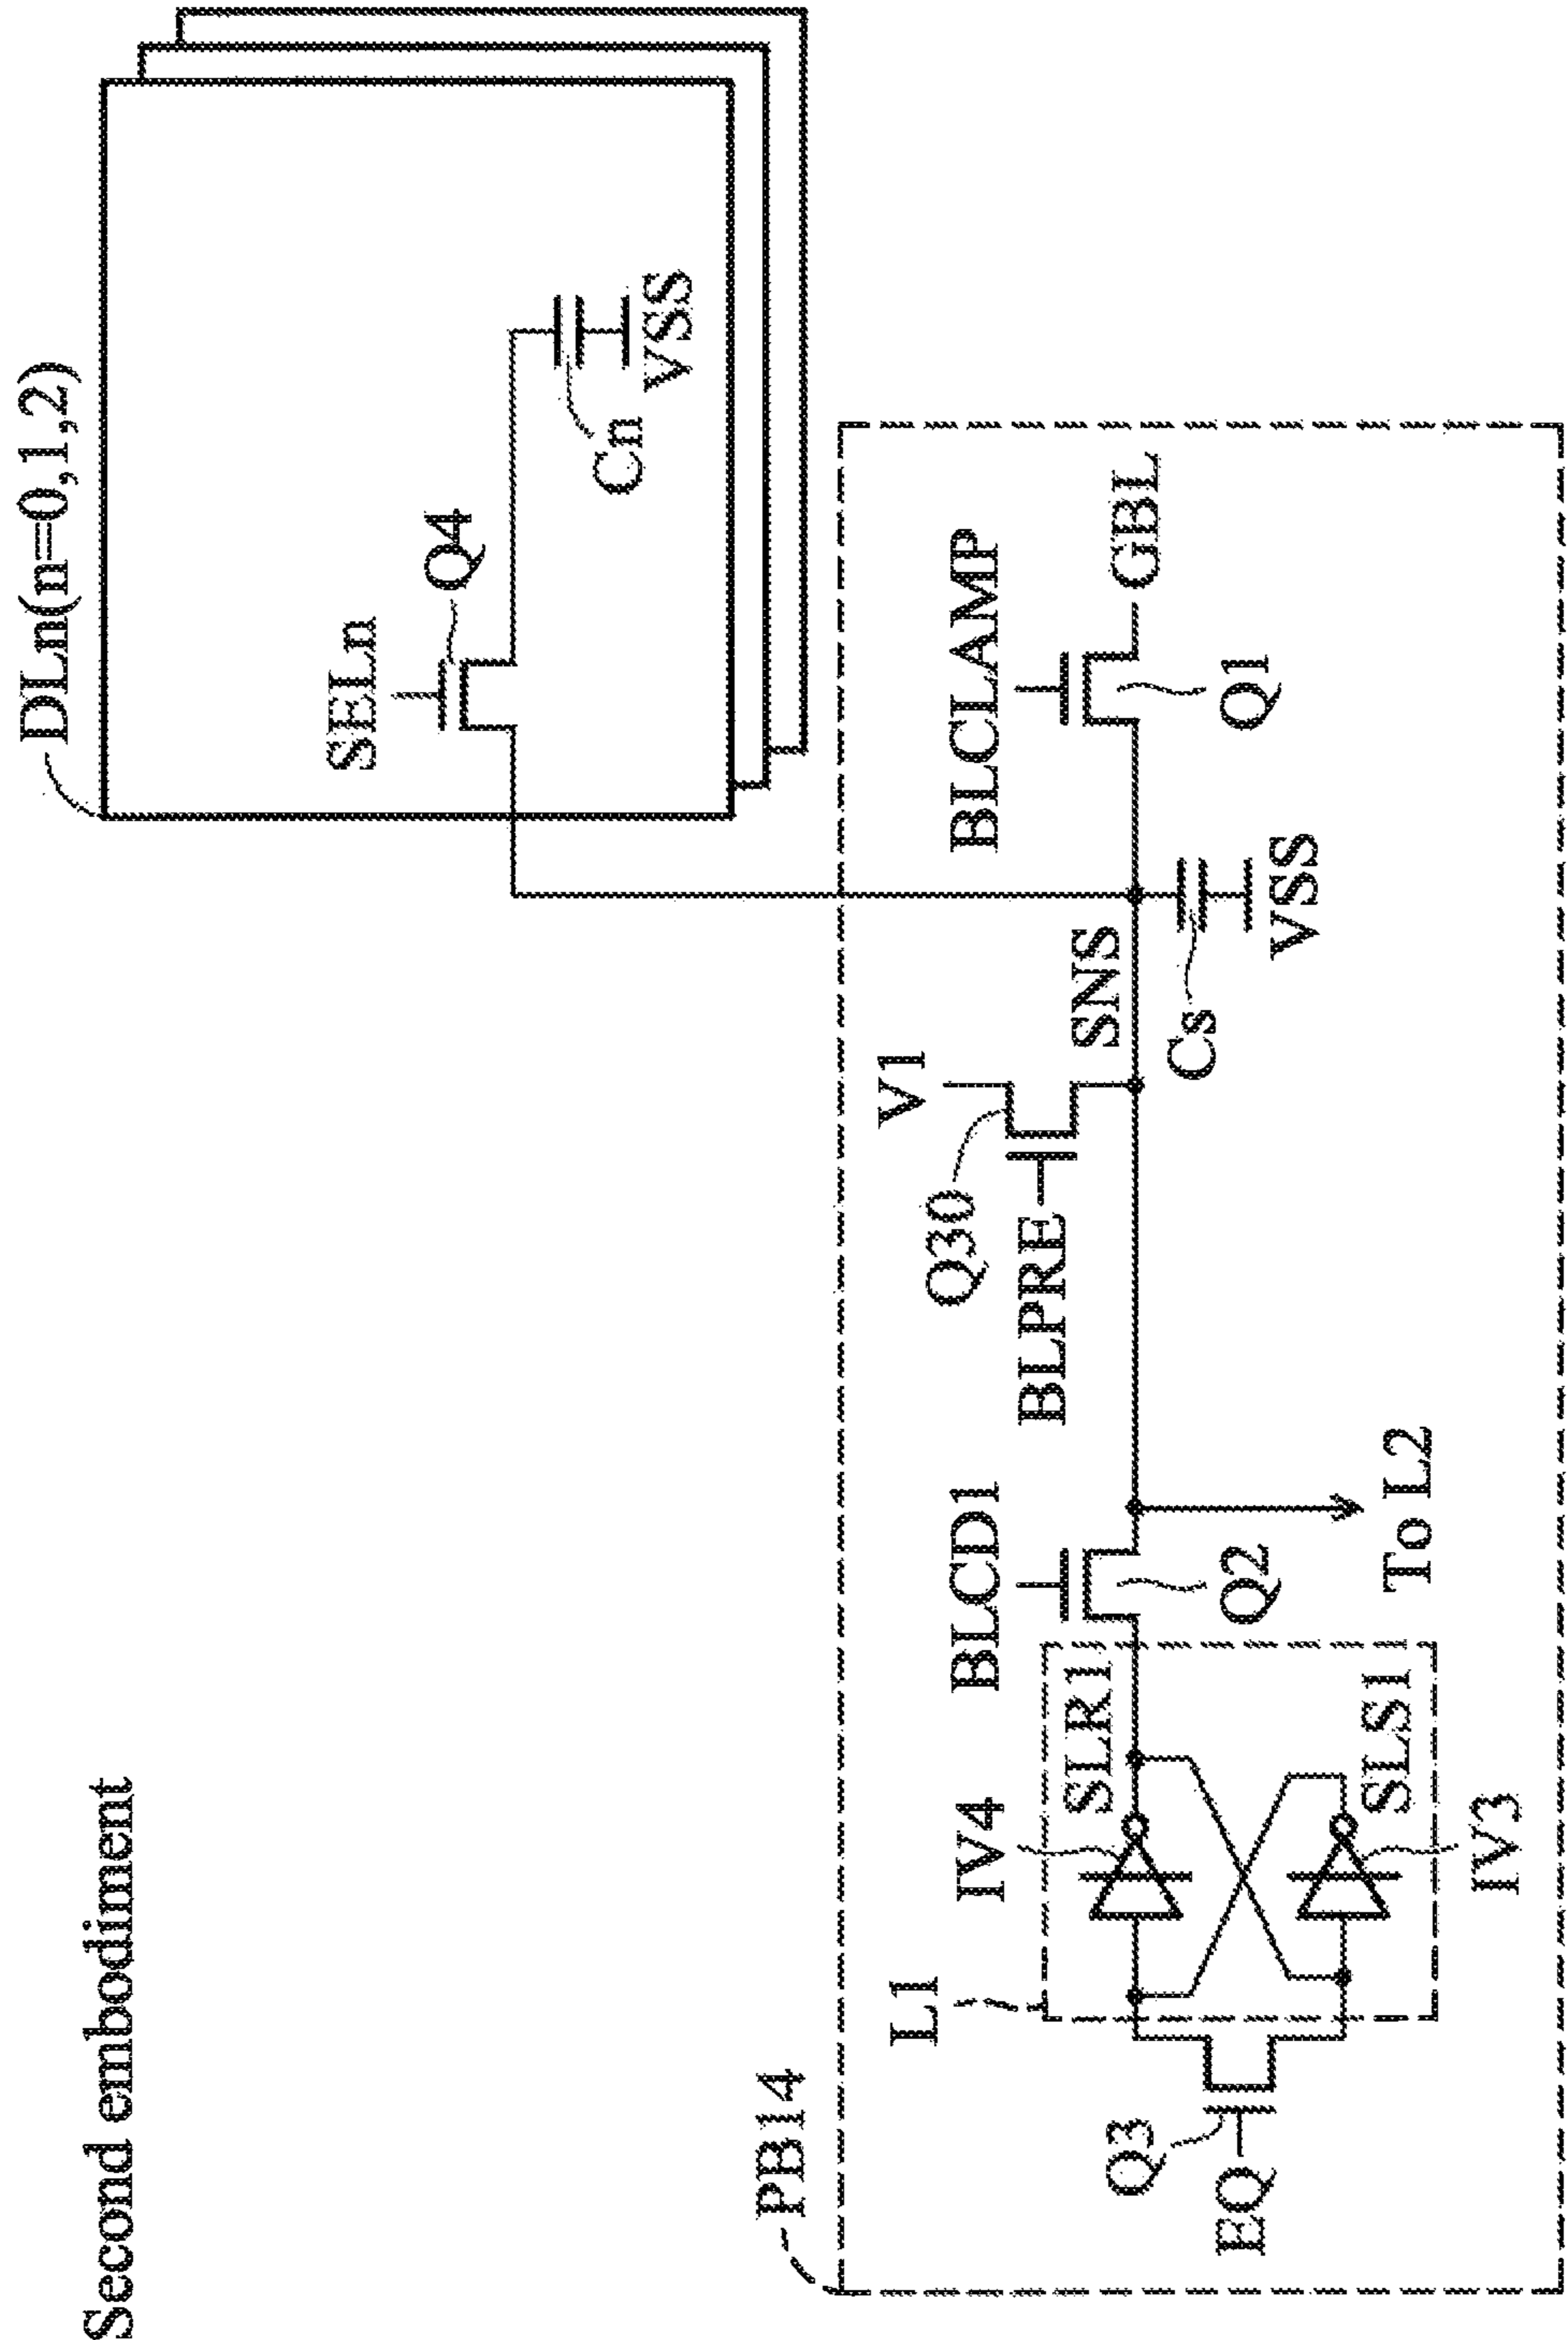 Second embodiment
DLn(n=0,1,2)
SELn
Q4
Cn
VSS
PB14
L1
IV4
BLCD1
Q30
V1
BLPRE
BLCLAMP
SLR1
SNS
GBL
Q3
EQ
Q2
Cs
Q1
VSS
SLS1
To L2
IV3